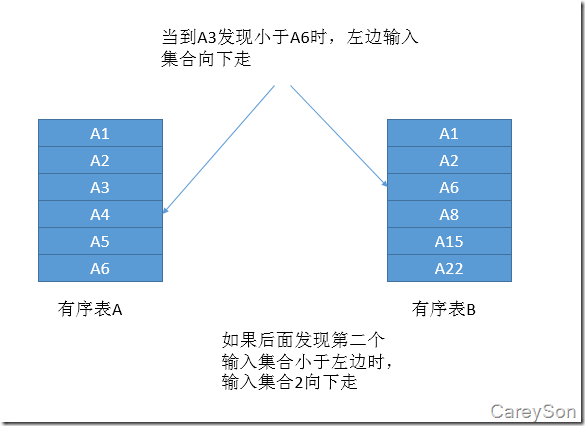 当到A3发现小于A6时，左边输入
集合向下走
A1
A2
A3
A4
A5
A6
有序表A
A1
A2
A6
A8
A15
A22
有序表B
如果后面发现第二个
输入集合小于左边时，
输入集合2向下走
CareySon